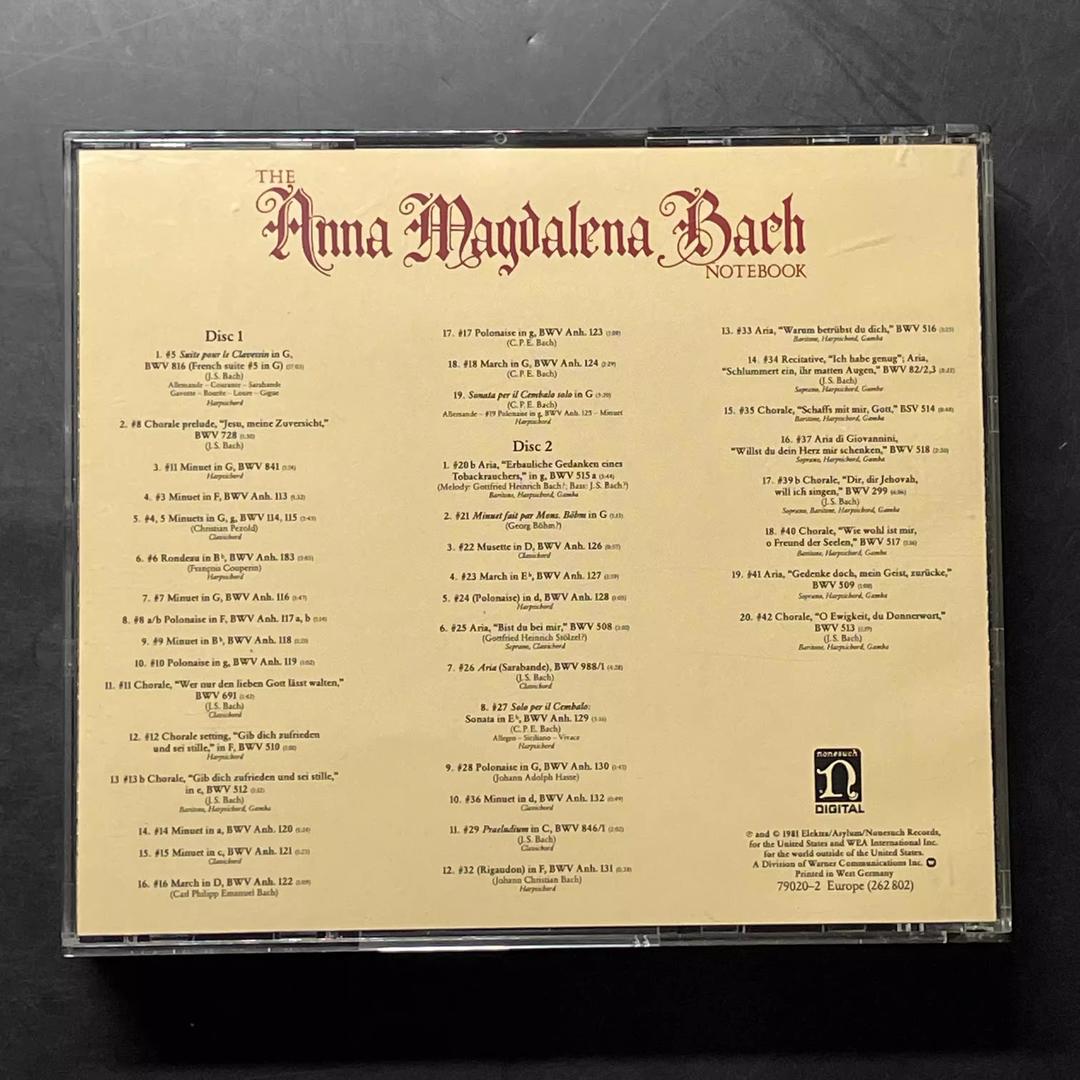 THE
Anna Magdalena Bach
NOTEBOOK
Disc 1
1. #5 Suite pour le Clavessin in G,
BWV 816 (French suite #5 in G)
(J.S. Bach)
Allemande – Courante – Sarabande
Gavotte – Bourée – Loure – Gigue
Harpsichord
2. #8 Chorale prelude, "Jesu, meine Zuversicht,"
BWV 728
(J.S. Bach)
3. #11 Minuet in G, BWV 841
Harpsichord
4. #3 Minuet in F, BWV Anh. 113
5. #4, 5 Minuets in G, g, BWV 114, 115
(Christian Pezold)
Clavichord
6. #6 Rondeau in B♭, BWV Anh. 183
(François Couperin)
Harpsichord
7. #7 Minuet in G, BWV Anh. 116
8. #8 a/b Polonaise in F, BWV Anh. 117 a, b
9. #9 Minuet in B♭, BWV Anh. 118
10. #10 Polonaise in g, BWV Anh. 119
11. #11 Chorale, "Wer nur den lieben Gott lässt walten,"
BWV 691
(J.S. Bach)
Clavichord
12. #12 Chorale setting, "Gib dich zufrieden
und sei stille," in F, BWV 510
Harpsichord
13 #13 b Chorale, "Gib dich zufrieden und sei stille,"
in e, BWV 512
(J.S. Bach)
Baritone, Harpsichord, Gamba
14. #14 Minuet in a, BWV Anh. 120
15. #15 Minuet in c, BWV Anh. 121
Clavichord
16. #16 March in D, BWV Anh. 122
(Carl Philipp Emanuel Bach)
17. #17 Polonaise in g, BWV Anh. 123
(C.P.E. Bach)
18. #18 March in G, BWV Anh. 124
(C.P.E. Bach)
19. Sonata per il Cembalo solo in G
(C.P.E. Bach)
Allemande – #19 Polonaise in g, BWV Anh. 125 – Minuet
Harpsichord
Disc 2
1. #20 b Aria, "Erbauliche Gedanken eines
Tobackrauchers," in g, BWV 515 a
(Melody: Gottfried Heinrich Bach?; Bass: J.S. Bach?)
Baritone, Harpsichord, Gamba
2. #21 Minuet fait par Mons. Böhm in G
(Georg Böhm?)
3. #22 Musette in D, BWV Anh. 126
Clavichord
4. #23 March in E♭, BWV Anh. 127
5. #24 (Polonaise) in d, BWV Anh. 128
Harpsichord
6. #25 Aria, "Bist du bei mir," BWV 508
(Gottfried Heinrich Stölzel?)
Soprano, Clavichord
7. #26 Aria (Sarabande), BWV 988/1
(J.S. Bach)
Clavichord
8. #27 Solo per il Cembalo:
Sonata in E♭, BWV Anh. 129
(C.P.E. Bach)
Allegro – Siciliano – Vivace
Harpsichord
9. #28 Polonaise in G, BWV Anh. 130
(Johann Adolph Hasse)
10. #36 Minuet in d, BWV Anh. 132
Clavichord
11. #29 Praeludium in C, BWV 846/1
(J.S. Bach)
Clavichord
12. #32 (Rigaudon) in F, BWV Anh. 131
(Johann Christian Bach)
Harpsichord
13. #33 Aria, "Warum betrübst du dich," BWV 516
Baritone, Harpsichord, Gamba
14. #34 Recitative, "Ich habe genug"; Aria,
"Schlummert ein, ihr matten Augen," BWV 82/2,3
(J.S. Bach)
Soprano, Harpsichord, Gamba
15. #35 Chorale, "Schaffs mit mir, Gott," BSV 514
Soprano, Harpsichord, Gamba
16. #37 Aria di Giovannini,
"Willst du dein Herz mir schenken," BWV 518
Soprano, Harpsichord, Gamba
17. #39 b Chorale, "Dir, dir Jehovah,
will ich singen," BWV 299
(J.S. Bach)
Soprano, Baritone, Harpsichord, Gamba
18. #40 Chorale, "Wie wohl ist mir,
o Freund der Seelen," BWV 517
Baritone, Harpsichord, Gamba
19. #41 Aria, "Gedenke doch, mein Geist, zurücke,"
BWV 509
Soprano, Harpsichord, Gamba
20. #42 Chorale, "O Ewigkeit, du Donnerwort,"
BWV 513
(J.S. Bach)
Baritone, Harpsichord, Gamba
nonesuch
n
DIGITAL
℗ and © 1981 Elektra/Asylum/Nonesuch Records,
for the United States and WEA International Inc.
for the world outside of the United States.
A Division of Warner Communications Inc.
Printed in West Germany
79020–2 Europe (262 802)